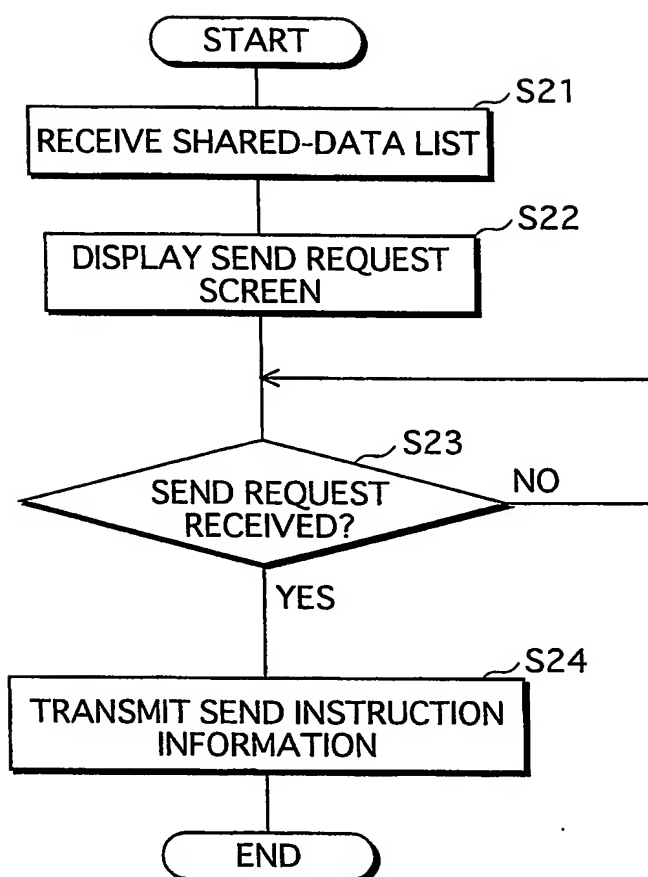 START
S21
RECEIVE SHARED-DATA LIST
S22
DISPLAY SEND REQUEST
SCREEN
S23
SEND REQUEST
RECEIVED?
NO
YES
S24
TRANSMIT SEND INSTRUCTION
INFORMATION
END